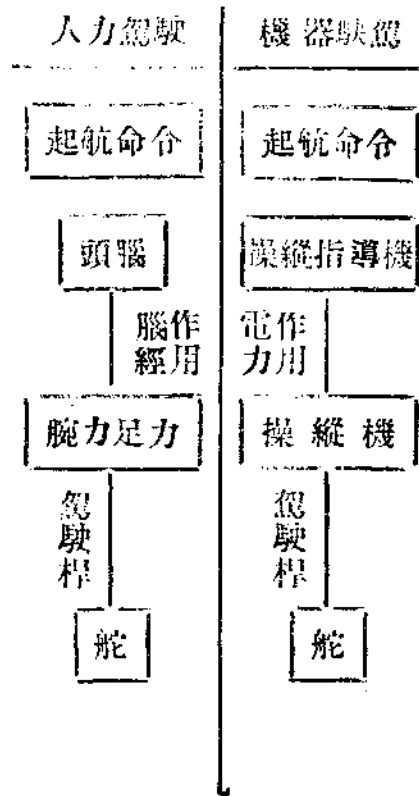 人力駕駛
起航命令
頭腦
腦經
作用
腕力足力
駕駛桿
舵
機器駛駕
起航命令
操縱指導機
電力
作用
操縱機
駕駛桿
舵